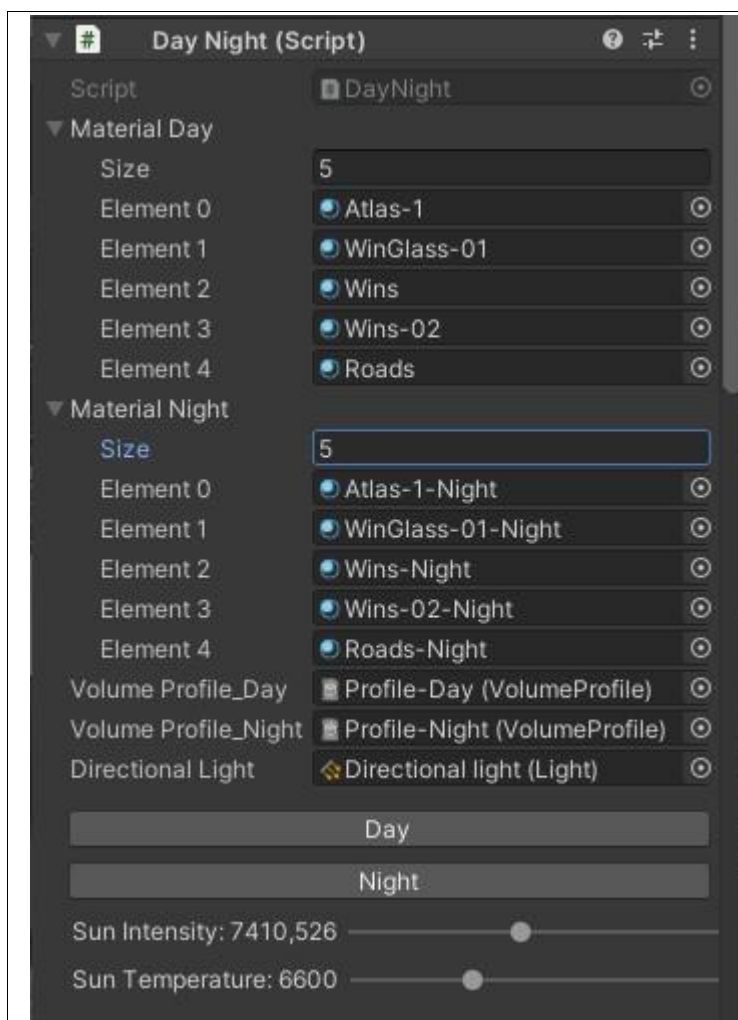 # Day Night (Script)
Script DayNight
Material Day
Size 5
Element 0 Atlas-1
Element 1 WinGlass-01
Element 2 Wins
Element 3 Wins-02
Element 4 Roads
Material Night
Size 5
Element 0 Atlas-1-Night
Element 1 WinGlass-01-Night
Element 2 Wins-Night
Element 3 Wins-02-Night
Element 4 Roads-Night
Volume Profile_Day Profile-Day (VolumeProfile)
Volume Profile_Night Profile-Night (VolumeProfile)
Directional Light Directional light (Light)
Day
Night
Sun Intensity: 7410,526
Sun Temperature: 6600